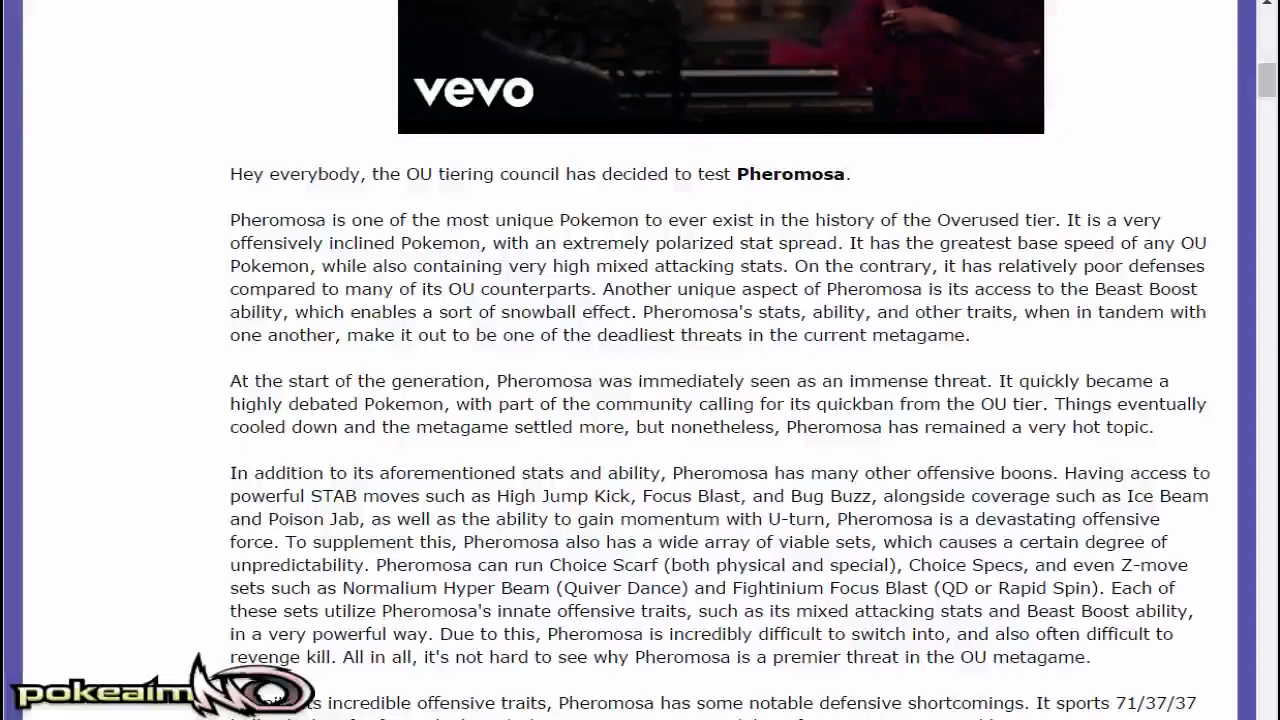 vevo
Hey everybody, the OU tiering council has decided to test Pheromosa.
Pheromosa is one of the most unique Pokemon to ever exist in the history of the Overused tier. It is a very
offensively inclined Pokemon, with an extremely polarized stat spread. It has the greatest base speed of any OU
Pokemon, while also containing very high mixed attacking stats. On the contrary, it has relatively poor defenses
compared to many of its OU counterparts. Another unique aspect of Pheromosa is its access to the Beast Boost
ability, which enables a sort of snowball effect. Pheromosa's stats, ability, and other traits, when in tandem with
one another, make it out to be one of the deadliest threats in the current metagame.
At the start of the generation, Pheromosa was immediately seen as an immense threat. It quickly became a
highly debated Pokemon, with part of the community calling for its quickban from the OU tier. Things eventually
cooled down and the metagame settled more, but nonetheless, Pheromosa has remained a very hot topic.
In addition to its aforementioned stats and ability, Pheromosa has many other offensive boons. Having access to
powerful STAB moves such as High Jump Kick, Focus Blast, and Bug Buzz, alongside coverage such as Ice Beam
and Poison Jab, as well as the ability to gain momentum with U-turn, Pheromosa is a devastating offensive
force. To supplement this, Pheromosa also has a wide array of viable sets, which causes a certain degree of
unpredictability. Pheromosa can run Choice Scarf (both physical and special), Choice Specs, and even Z-move
sets such as Normalium Hyper Beam (Quiver Dance) and Fightinium Focus Blast (QD or Rapid Spin). Each of
these sets utilize Pheromosa's innate offensive traits, such as its mixed attacking stats and Beast Boost ability,
in a very powerful way. Due to this, Pheromosa is incredibly difficult to switch into, and also often difficult to
revenge kill. All in all, it's not hard to see why Pheromosa is a premier threat in the OU metagame.
its incredible offensive traits, Pheromosa has some notable defensive shortcomings. It sports 71/37/37
pokeaimMD